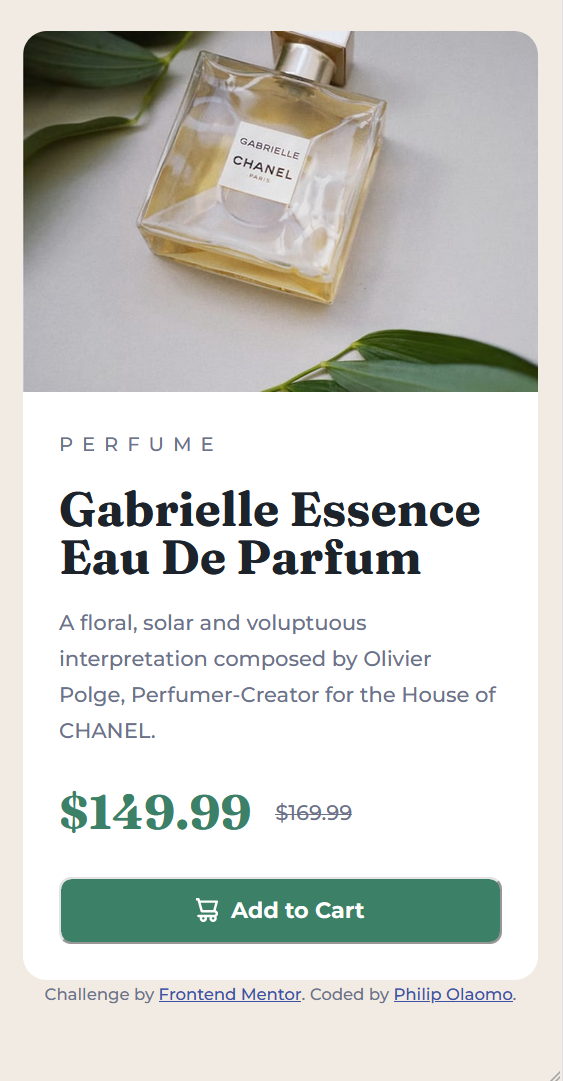 GABRIELLE
CHANEL
PARIS
PERFUME
Gabrielle Essence
Eau De Parfum
A floral, solar and voluptuous
interpretation composed by Olivier
Polge, Perfumer-Creator for the House of
CHANEL.
$149.99 $169.99
Add to Cart
Challenge by Frontend Mentor. Coded by Philip Olaomo.